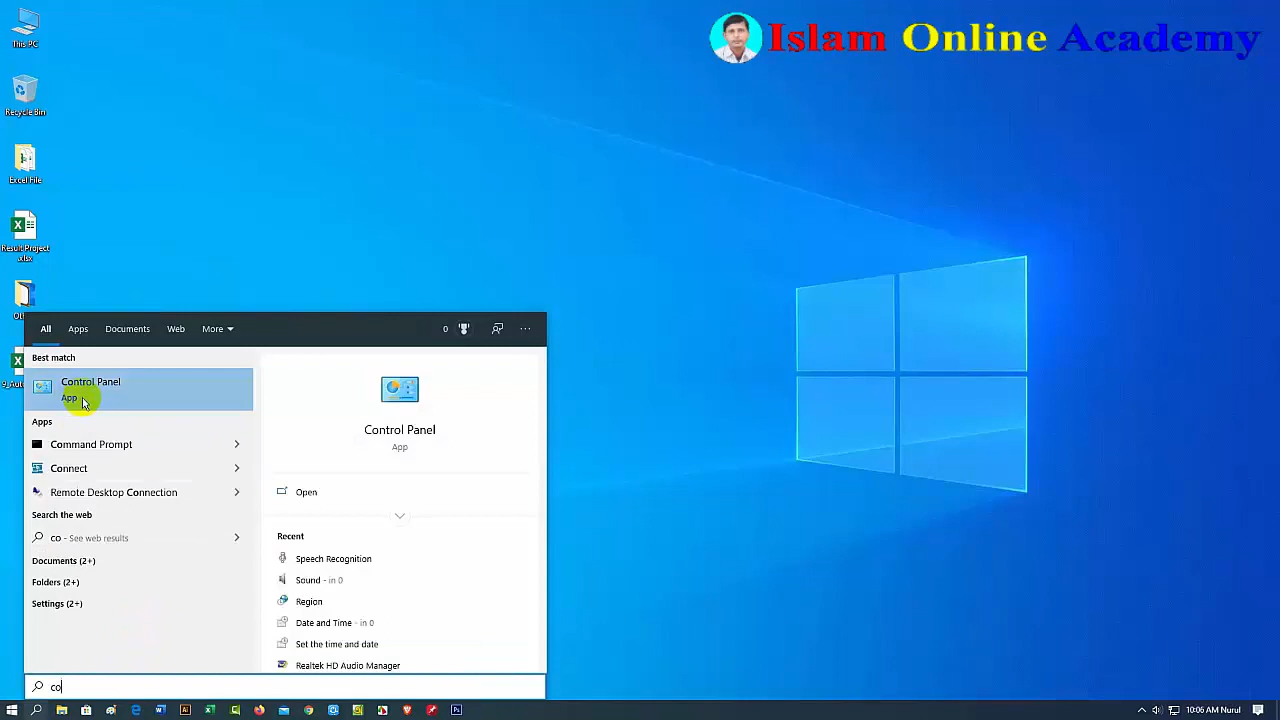 This PC
Islam Online Academy
Recycle Bin
Excel File
Result Project
.xlsx
All
Apps
Documents
Web
More
0
...
Best match
Control Panel
App
Apps
Command Prompt
Connect
Remote Desktop Connection
Search the web
co - See web results
Documents (2+)
Folders (2+)
Settings (2+)
Control Panel
App
Open
Recent
Speech Recognition
Sound - in 0
Region
Date and Time - in 0
Set the time and date
Realtek HD Audio Manager
co
10:06 AM Nurul